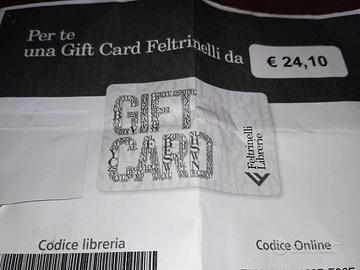 Per te
una Gift Card Feltrinelli da
€ 24,10
GIFT
CARD
Feltrinelli
Librerie
Codice libreria
Codice Online